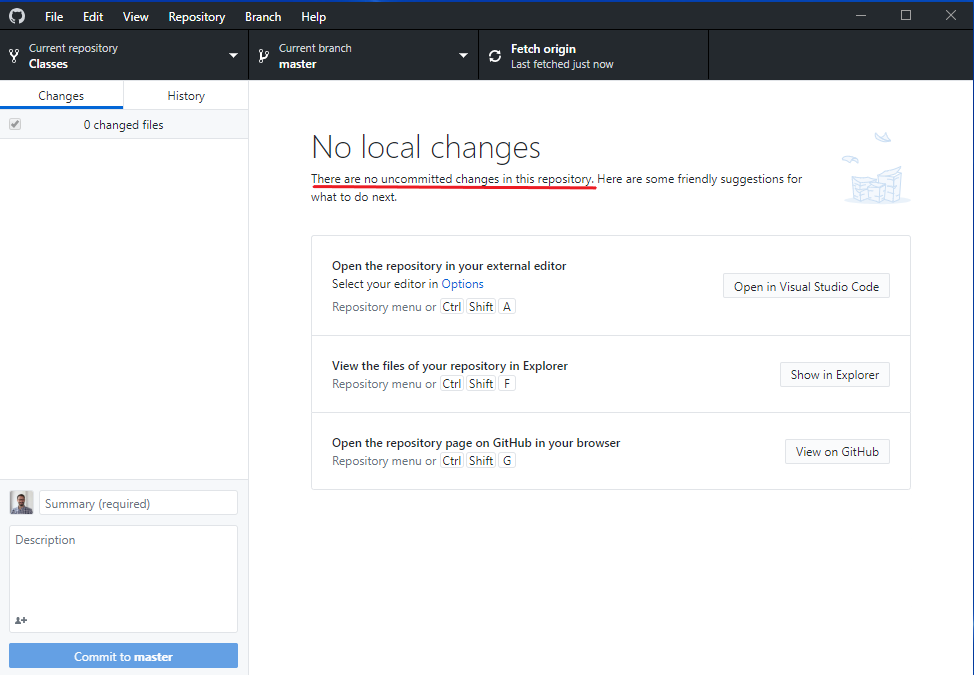 File Edit View Repository Branch Help
Current repository
Classes
Current branch
master
Fetch origin
Last fetched just now
Changes History
0 changed files
No local changes
There are no uncommitted changes in this repository. Here are some friendly suggestions for
what to do next.
Open the repository in your external editor
Select your editor in Options
Repository menu or Ctrl Shift A
Open in Visual Studio Code
View the files of your repository in Explorer
Repository menu or Ctrl Shift F
Show in Explorer
Open the repository page on GitHub in your browser
Repository menu or Ctrl Shift G
View on GitHub
Summary (required)
Description
Commit to master